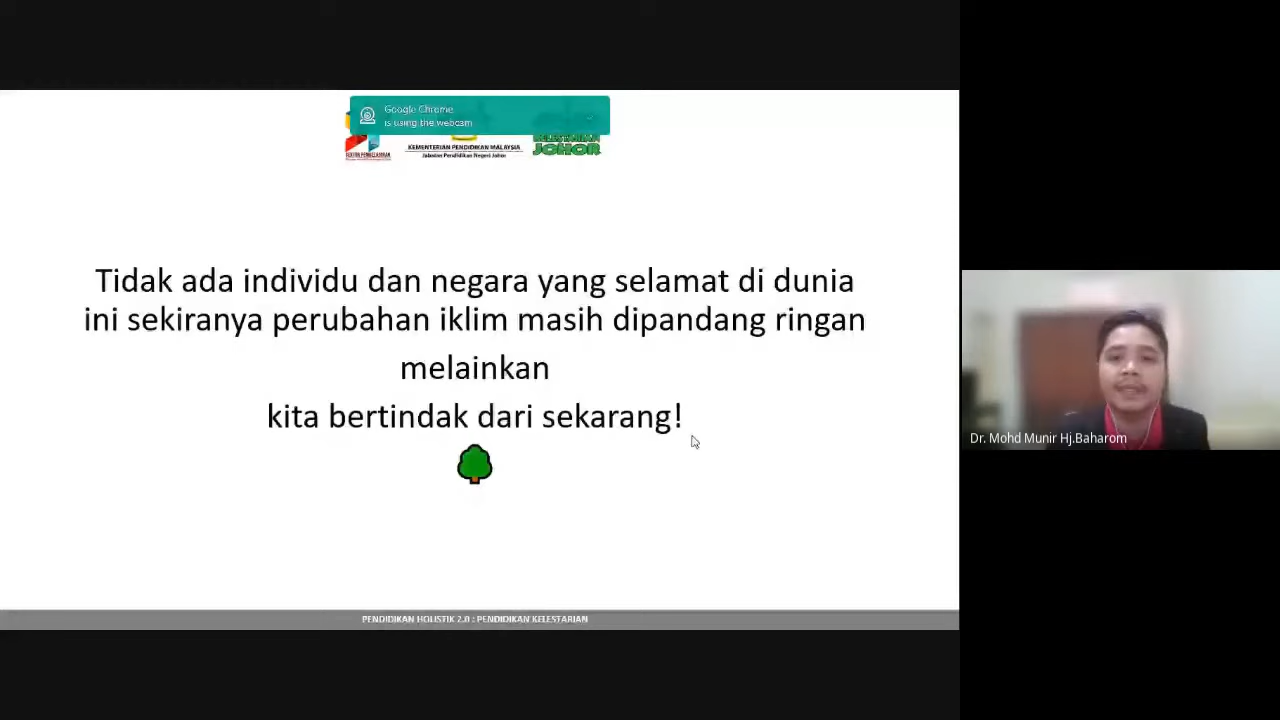 Google Chrome
is using the webcam
KEMENTERIAN PENDIDIKAN MALAYSIA
Jabatan Pendidikan Negeri Johor
JOHOR
Tidak ada individu dan negara yang selamat di dunia
ini sekiranya perubahan iklim masih dipandang ringan
melainkan
kita bertindak dari sekarang!
Dr. Mohd Munir Hj.Baharom
PENDIDIKAN HOLISTIK 2.0 : PENDIDIKAN KELESTARIAN